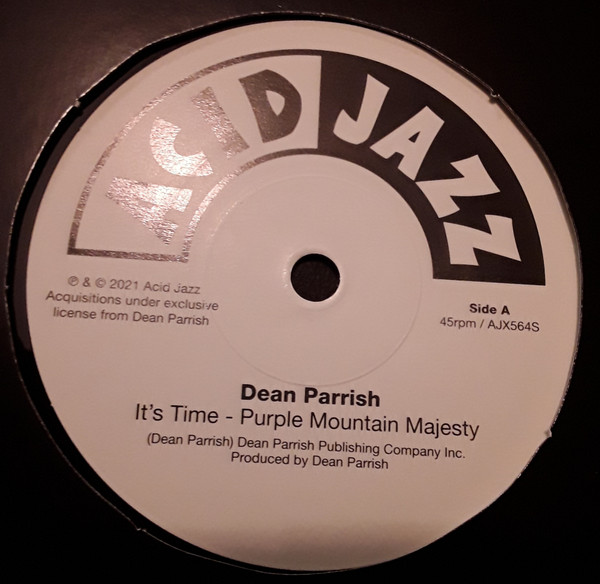 ACID JAZZ
℗ & © 2021 Acid Jazz
Acquisitions under exclusive
license from Dean Parrish
Side A
45rpm / AJX564S
Dean Parrish
It's Time - Purple Mountain Majesty
(Dean Parrish) Dean Parrish Publishing Company Inc.
Produced by Dean Parrish